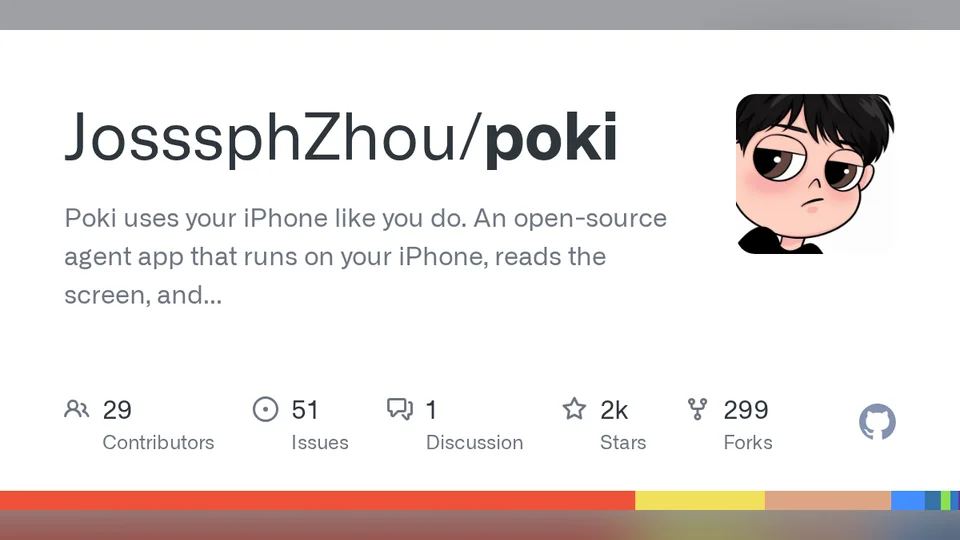 JosssphZhou/poki
Poki uses your iPhone like you do. An open-source
agent app that runs on your iPhone, reads the
screen, and...
29
Contributors
51
Issues
1
Discussion
2k
Stars
299
Forks